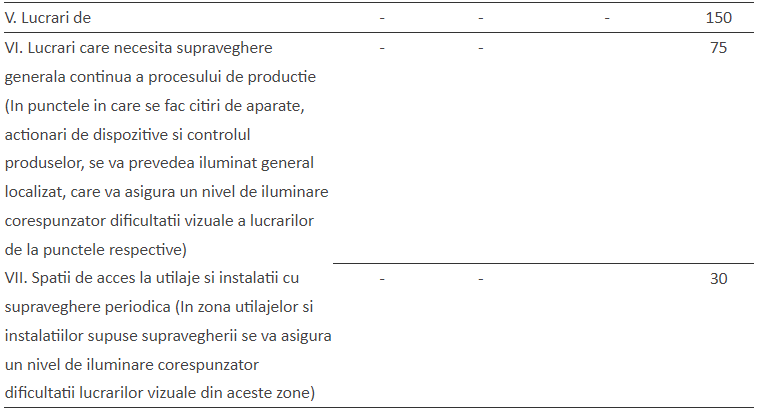 V. Lucrari de - - - 150
VI. Lucrari care necesita supraveghere - - 75
generala continua a procesului de productie
(In punctele in care se fac citiri de aparate,
actionari de dispozitive si controlul
produselor, se va prevedea iluminat general
localizat, care va asigura un nivel de iluminare
corespunzator dificultatii vizuale a lucrarilor
de la punctele respective)
VII. Spatii de acces la utilaje si instalatii cu - - 30
supraveghere periodica (In zona utilajelor si
instalatiilor supuse supravegherii se va asigura
un nivel de iluminare corespunzator
dificultatii lucrarilor vizuale din aceste zone)